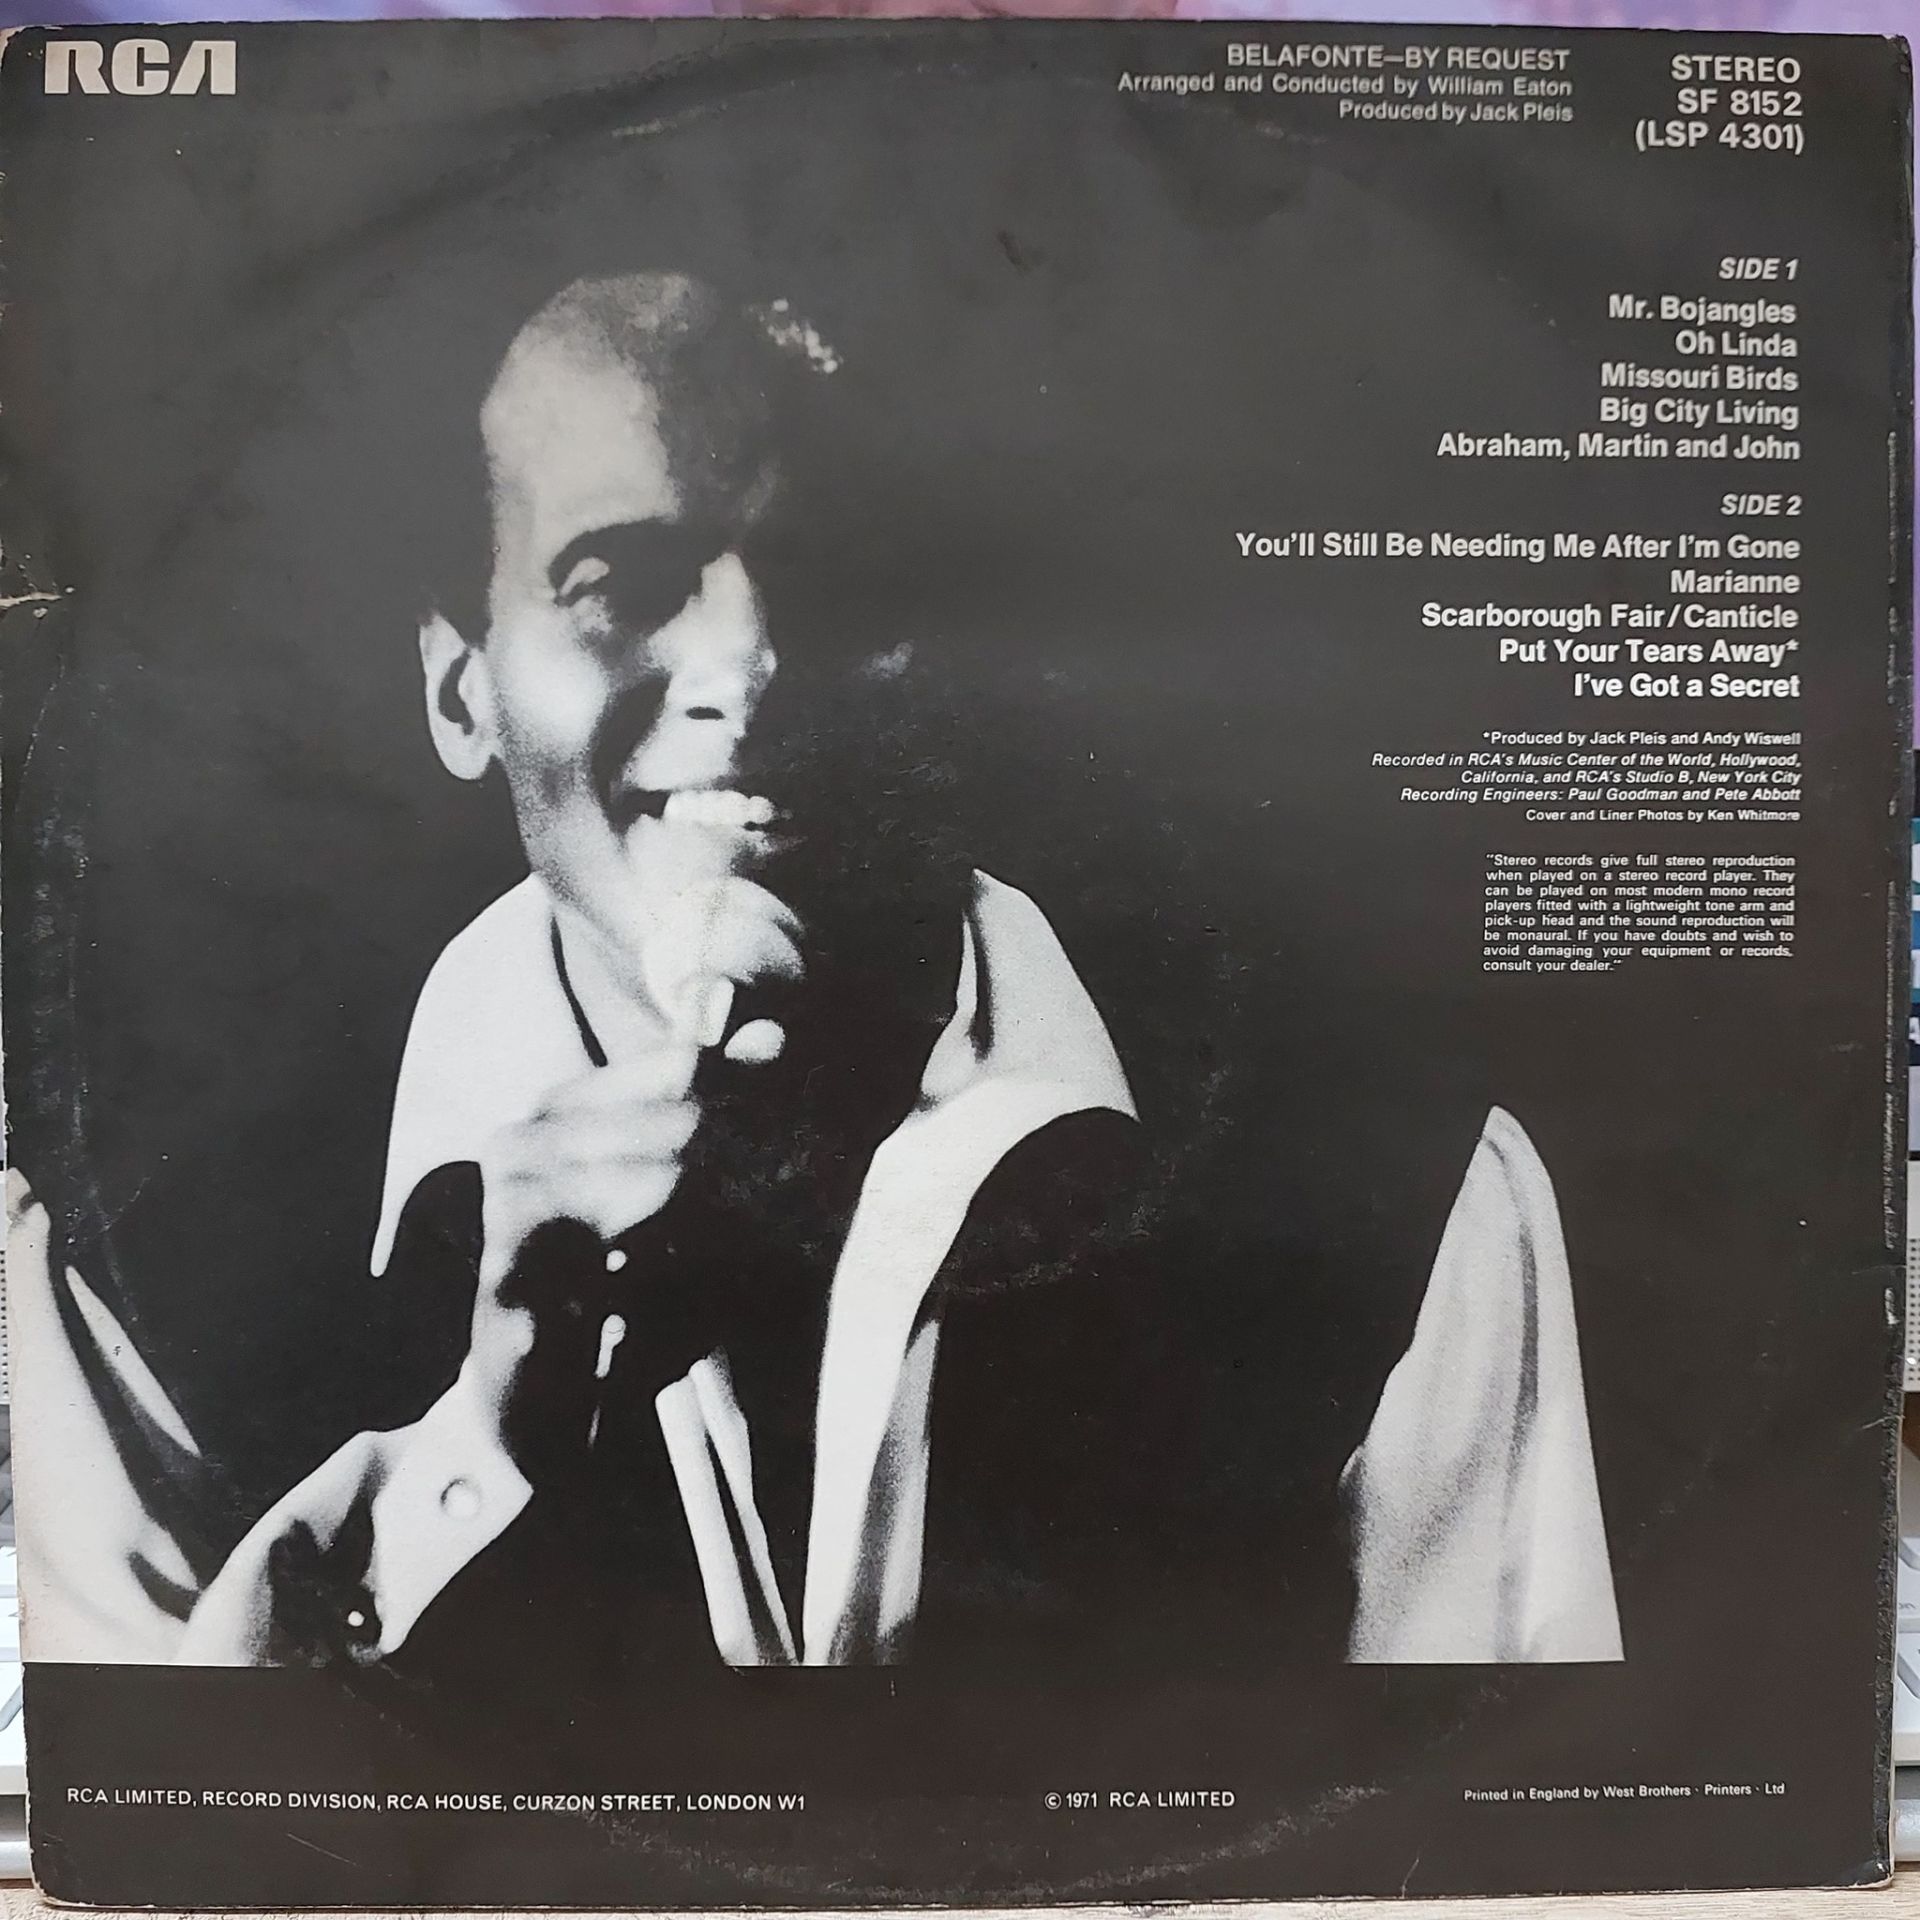 RCA
BELAFONTE—BY REQUEST
Arranged and Conducted by William Eaton
Produced by Jack Pleis
STEREO
SF 8152
(LSP 4301)
SIDE 1
Mr. Bojangles
Oh Linda
Missouri Birds
Big City Living
Abraham, Martin and John
SIDE 2
You'll Still Be Needing Me After I'm Gone
Marianne
Scarborough Fair/Canticle
Put Your Tears Away*
I've Got a Secret
*Produced by Jack Pleis and Andy Wiswell
Recorded in RCA's Music Center of the World, Hollywood,
California, and RCA's Studio B, New York City
Recording Engineers: Paul Goodman and Pete Abbott
Cover and Liner Photos by Ken Whitmore
"Stereo records give full stereo reproduction
when played on a stereo record player. They
can be played on most modern mono record
players fitted with a lightweight tone arm and
pick-up head and the sound reproduction will
be monaural. If you have doubts and wish to
avoid damaging your equipment or records,
consult your dealer."
RCA LIMITED, RECORD DIVISION, RCA HOUSE, CURZON STREET, LONDON W1
© 1971 RCA LIMITED
Printed in England by West Brothers · Printers · Ltd